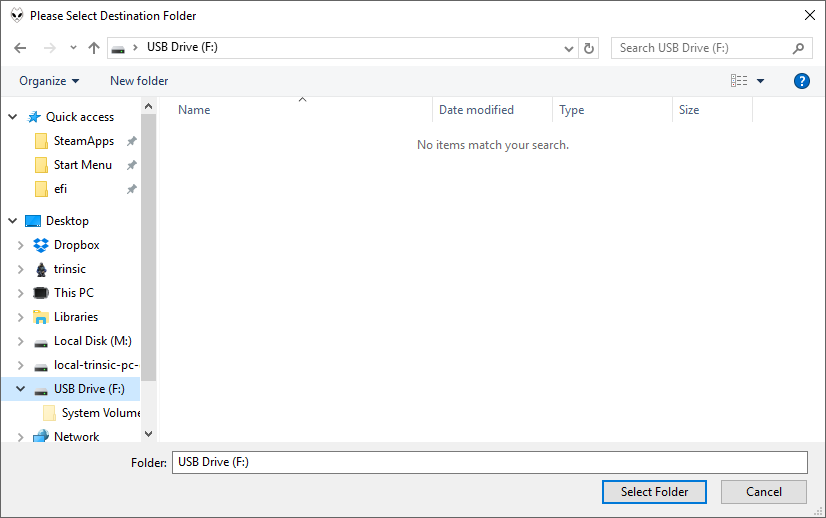 Please Select Destination Folder
USB Drive (F:)
Search USB Drive (F:)
Organize
New folder
?
Quick access
SteamApps
Start Menu
efi
Desktop
Dropbox
trinsic
This PC
Libraries
Local Disk (M:)
local-trinsic-pc-
USB Drive (F:)
System Volume
Network
Name Date modified Type Size
No items match your search.
Folder: USB Drive (F:)
Select Folder Cancel